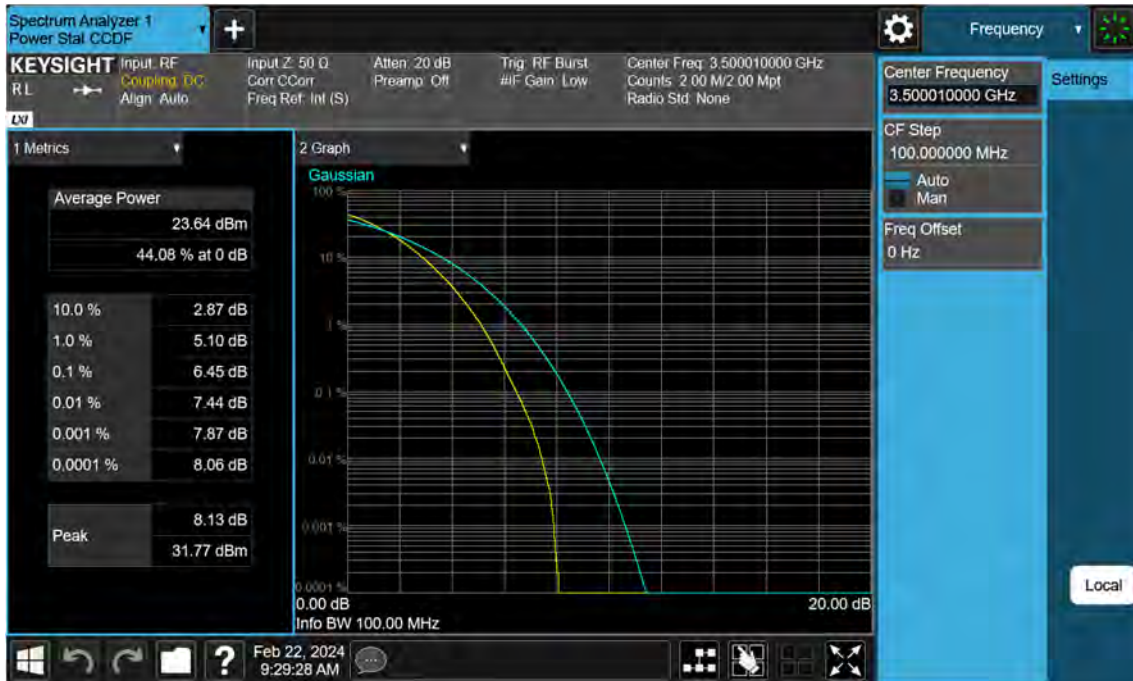 Spectrum Analyzer 1
Power Stat CCDF
Frequency
KEYSIGHT
RL
LXI
Input: RF
Coupling: DC
Align: Auto
Input Z: 50 Ω
Corr CCorr
Freq Ref: Int (S)
Atten: 20 dB
Preamp: Off
Trig: RF Burst
#IF Gain: Low
Center Freq: 3.500010000 GHz
Counts: 2.00 M/2.00 Mpt
Radio Std: None
Center Frequency
3.500010000 GHz
Settings
CF Step
100.000000 MHz
Auto
Man
Freq Offset
0 Hz
Local
1 Metrics
Average Power
23.64 dBm
44.08 % at 0 dB
10.0 % 2.87 dB
1.0 % 5.10 dB
0.1 % 6.45 dB
0.01 % 7.44 dB
0.001 % 7.87 dB
0.0001 % 8.06 dB
Peak
8.13 dB
31.77 dBm
2 Graph
Gaussian
100 %
10 %
1 %
0.1 %
0.01 %
0.001 %
0.0001 %
0.00 dB 20.00 dB
Info BW 100.00 MHz
?
Feb 22, 2024
9:29:28 AM